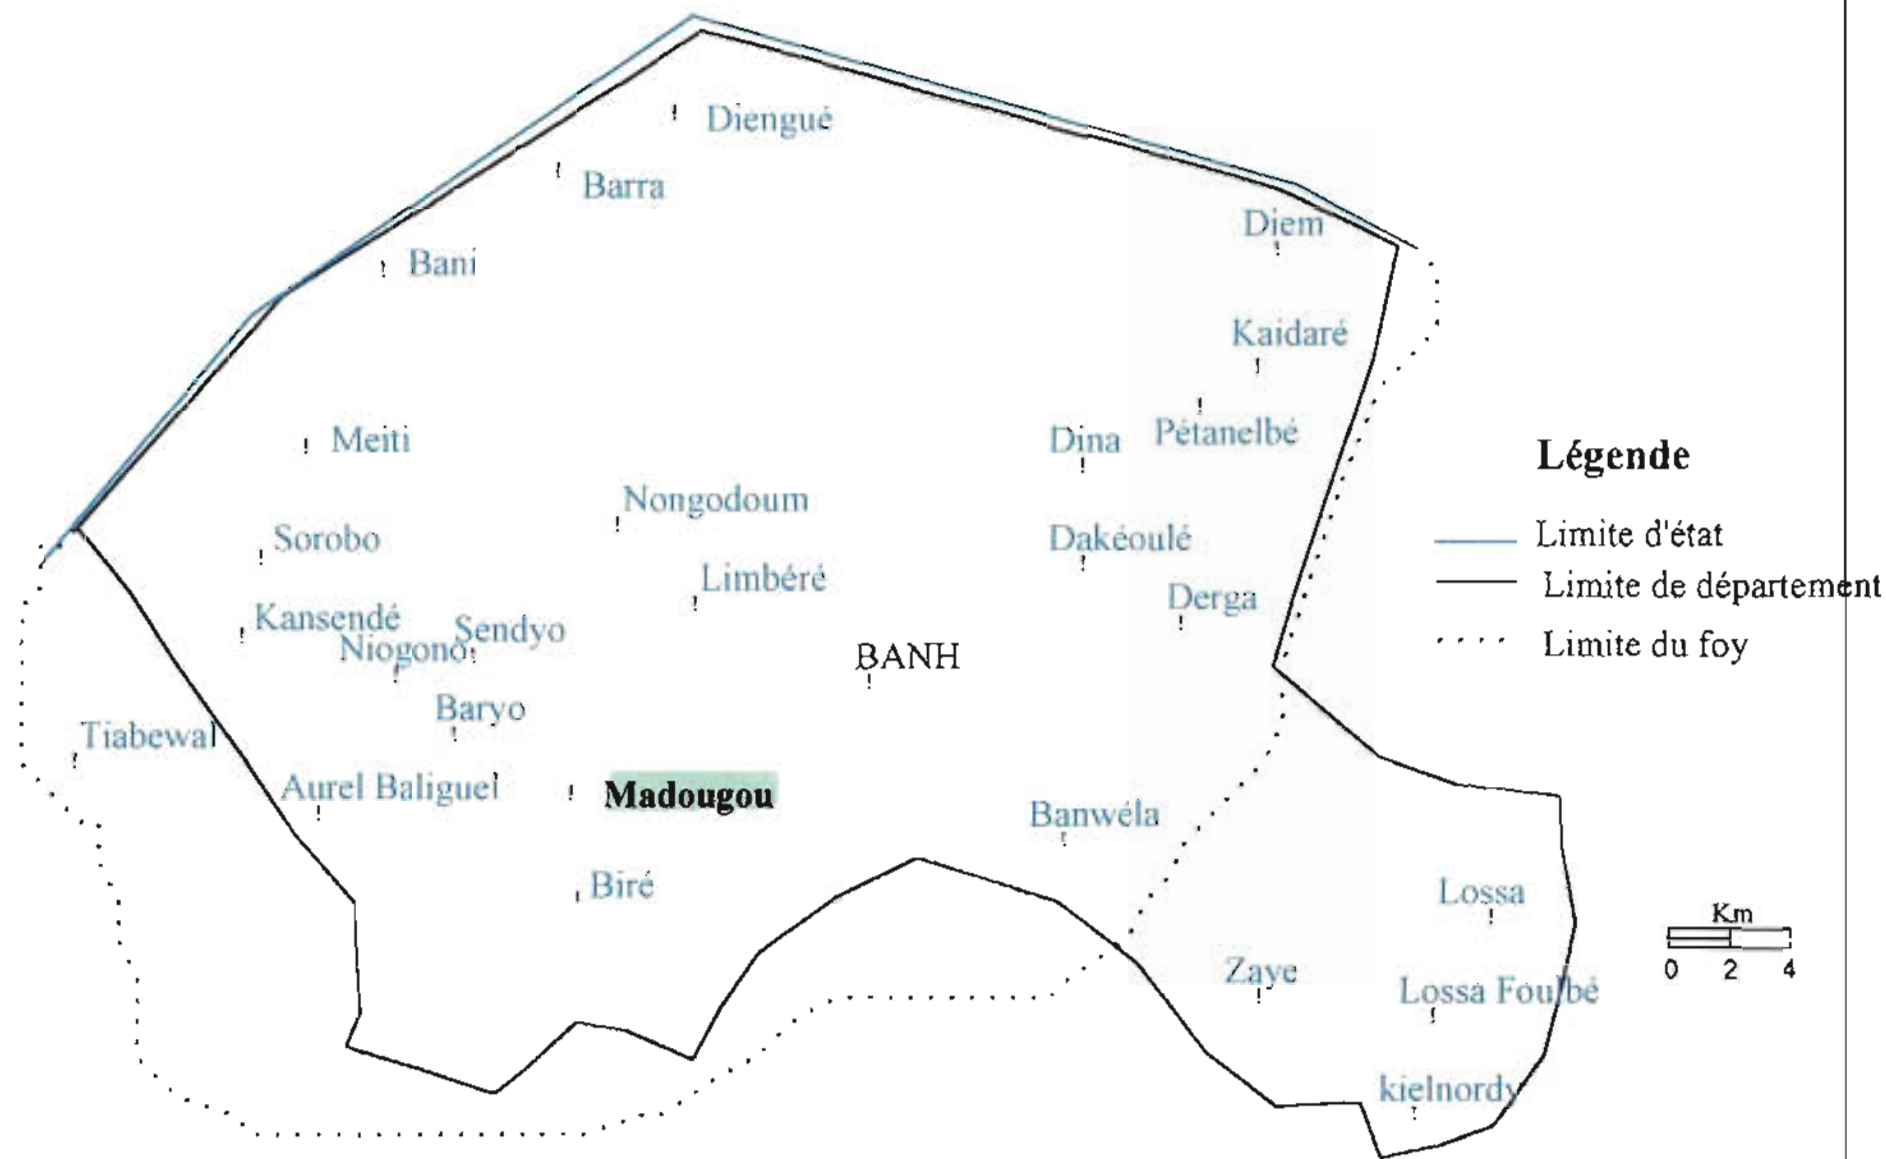 Diengué
Barra
Diem
Bani
Kaidaré
Meiti
Dina
Pétanelbé
Légende
Nongodoum
Limite d'état
Sorobo
Dakéoulé
Limbéré
Limite de département
Derga
Kansendé
Sendyo
Niogono
BANH
Limite du foy
Baryo
Tiabewal
Aurel Baliguel
Madougou
Banwéla
Biré
Lossa
Km
0 2 4
Zaye
Lossa Foulbé
kielnordy